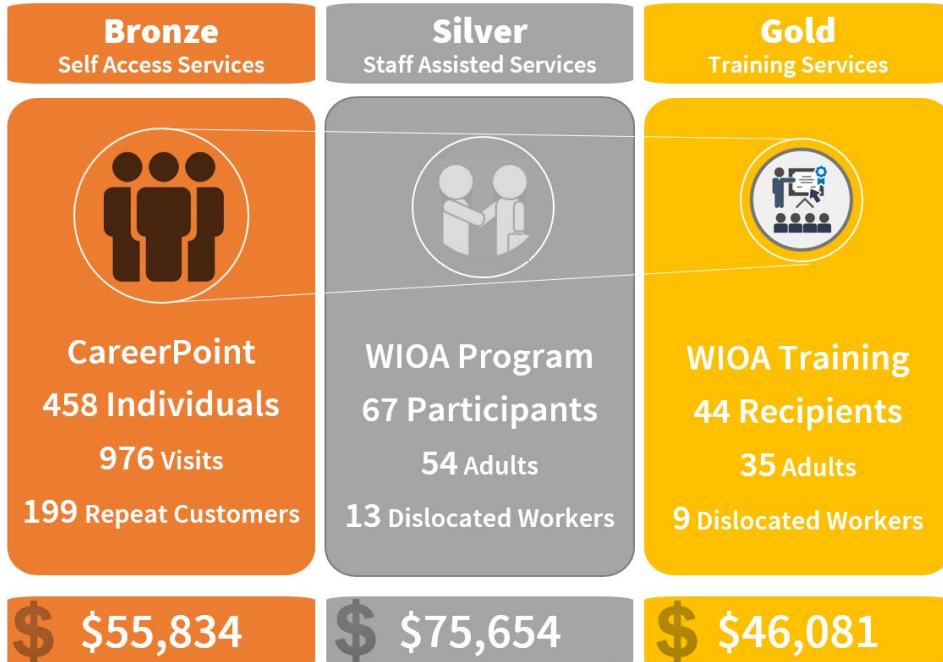 Bronze
Self Access Services
Silver
Staff Assisted Services
Gold
Training Services
CareerPoint
458 Individuals
976 Visits
199 Repeat Customers
WIOA Program
67 Participants
54 Adults
13 Dislocated Workers
WIOA Training
44 Recipients
35 Adults
9 Dislocated Workers
$ $55,834
$ $75,654
$ $46,081